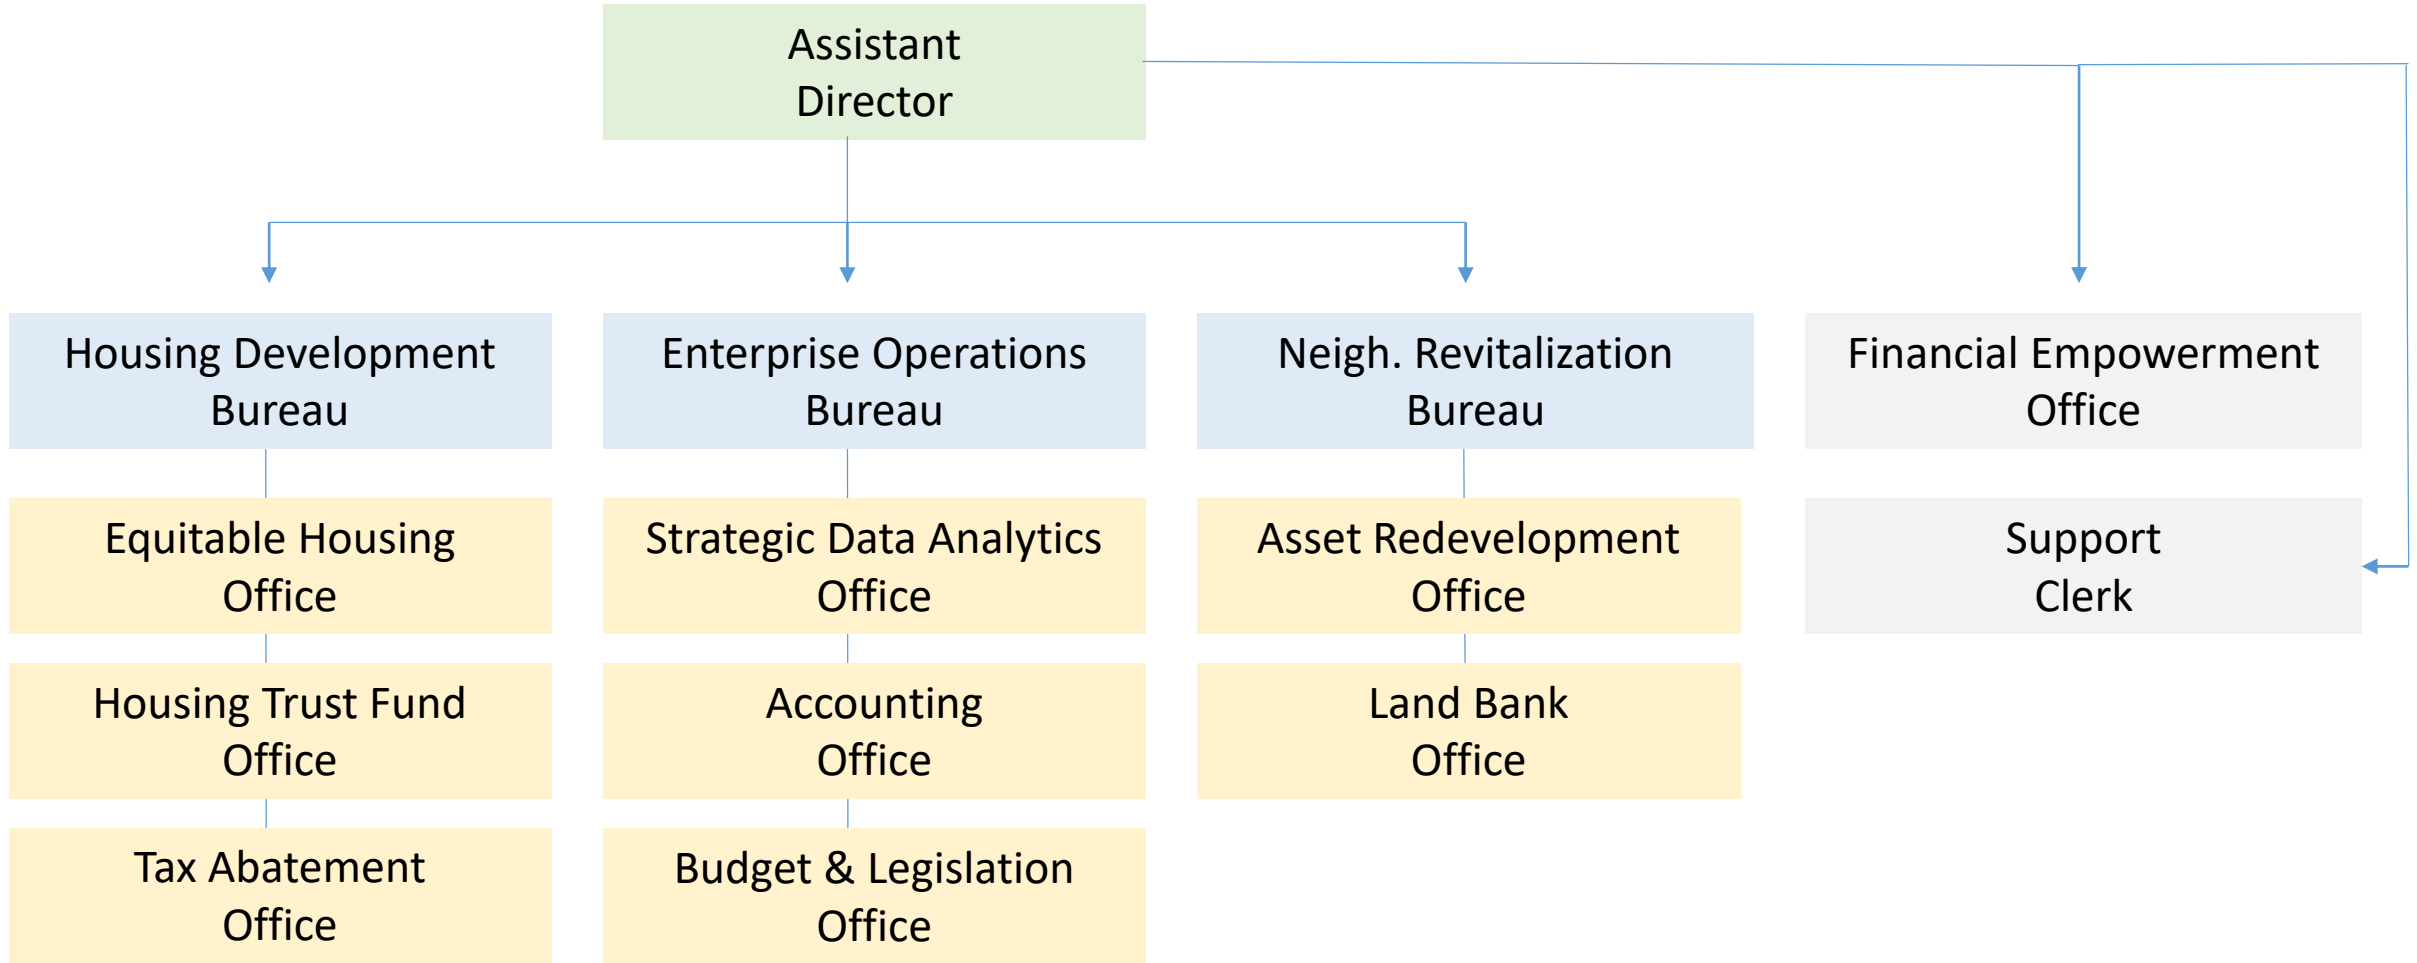 Assistant
Director
Housing Development
Bureau
Enterprise Operations
Bureau
Neigh. Revitalization
Bureau
Financial Empowerment
Office
Equitable Housing
Office
Strategic Data Analytics
Office
Asset Redevelopment
Office
Support
Clerk
Housing Trust Fund
Office
Accounting
Office
Land Bank
Office
Tax Abatement
Office
Budget & Legislation
Office